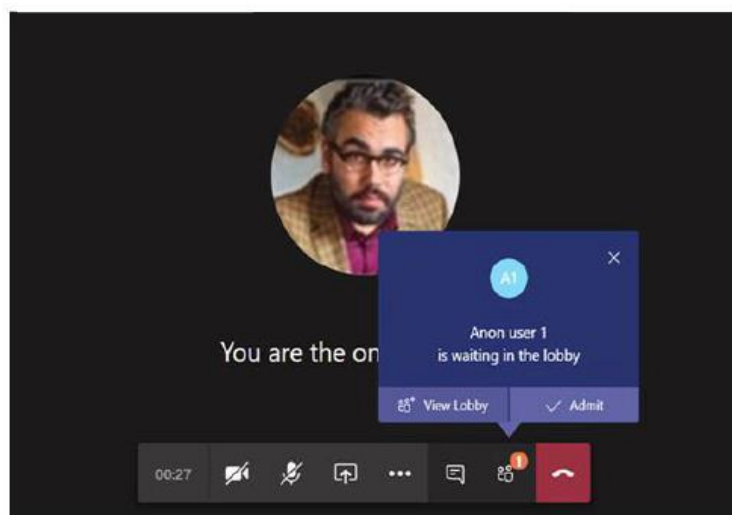 A1
Anon user 1
is waiting in the lobby
You are the on
View Lobby
Admit
00:27
1